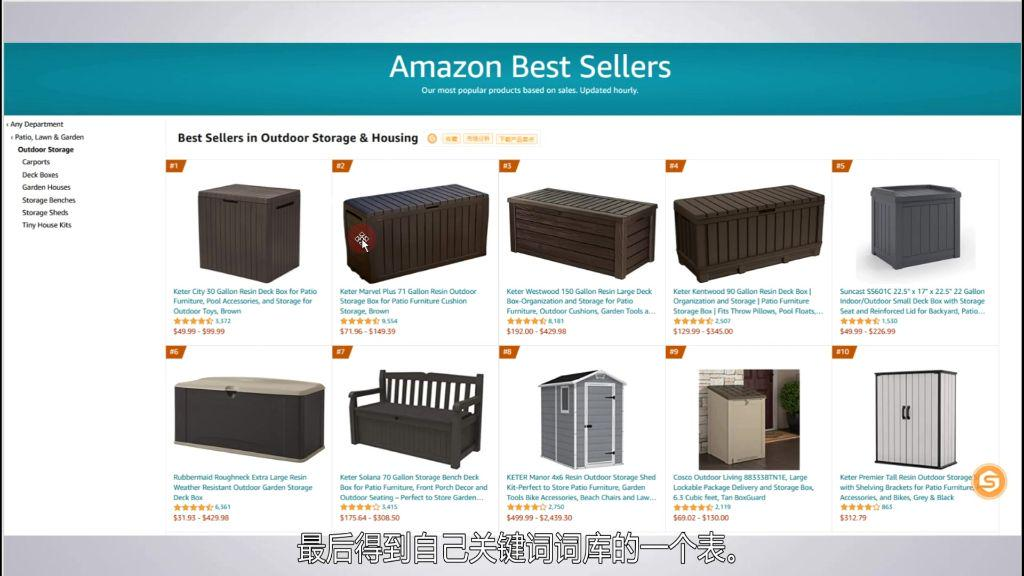 Amazon Best Sellers
Our most popular products based on sales. Updated hourly.
‹ Any Department
‹ Patio, Lawn & Garden
Outdoor Storage
Carports
Deck Boxes
Garden Houses
Storage Benches
Storage Sheds
Tiny House Kits
Best Sellers in Outdoor Storage & Housing
收藏 市场分析 下载产品图片
#1
#2
#3
#4
#5
Keter City 30 Gallon Resin Deck Box for Patio
Furniture, Pool Accessories, and Storage for
Outdoor Toys, Brown
3,372
$49.99 - $99.99
Keter Marvel Plus 71 Gallon Resin Outdoor
Storage Box for Patio Furniture Cushion
Storage, Brown
9,554
$71.96 - $149.39
Keter Westwood 150 Gallon Resin Large Deck
Box-Organization and Storage for Patio
Furniture, Outdoor Cushions, Garden Tools a…
8,181
$192.00 - $429.98
Keter Kentwood 90 Gallon Resin Deck Box |
Organization and Storage | Patio Furniture
Storage Box | Fits Throw Pillows, Pool Floats,…
2,507
$129.99 - $345.00
Suncast SS601C 22.5" x 17" x 22.5" 22 Gallon
Indoor/Outdoor Small Deck Box with Storage
Seat and Reinforced Lid for Backyard, Patio…
1,530
$49.99 - $226.99
#6
#7
#8
#9
#10
Rubbermaid Roughneck Extra Large Resin
Weather Resistant Outdoor Garden Storage
Deck Box
6,361
$31.93 - $429.98
Keter Solana 70 Gallon Storage Bench Deck
Box for Patio Furniture, Front Porch Decor and
Outdoor Seating – Perfect to Store Garden…
3,415
$175.64 - $308.50
KETER Manor 4x6 Resin Outdoor Storage Shed
Kit-Perfect to Store Patio Furniture, Garden
Tools Bike Accessories, Beach Chairs and Law…
2,750
$499.99 - $2,439.30
Cosco Outdoor Living 88333BTN1E, Large
Lockable Package Delivery and Storage Box,
6.3 Cubic feet, Tan BoxGuard
2,119
$69.02 - $130.00
Keter Premier Tall Resin Outdoor Storage
with Shelving Brackets for Patio Furniture,
Accessories, and Bikes, Grey & Black
863
$312.79
最后得到自己关键词词库的一个表。